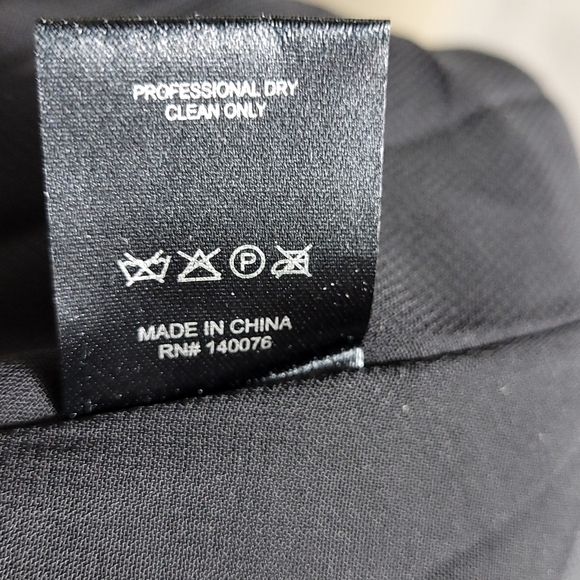 PROFESSIONAL DRY
CLEAN ONLY
P
MADE IN CHINA
RN# 140076